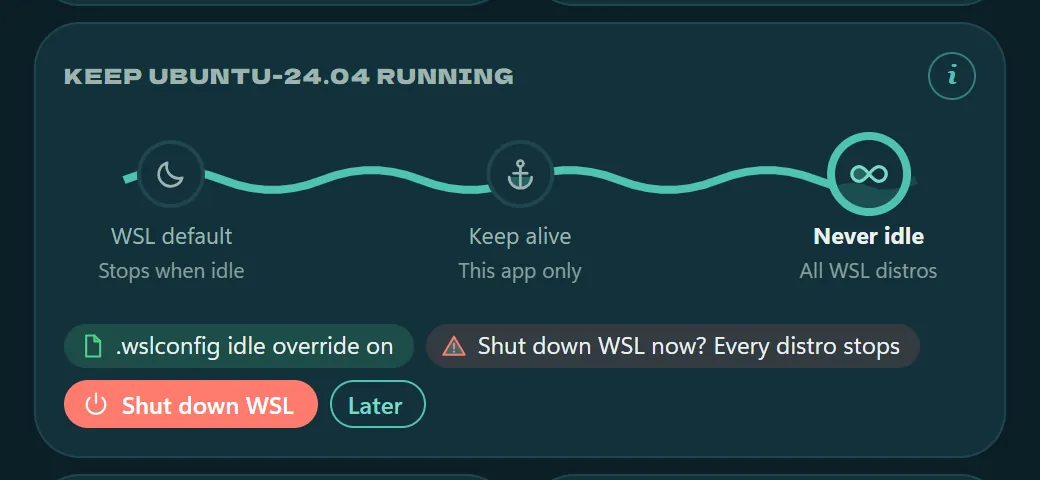 KEEP UBUNTU-24.04 RUNNING
i
WSL default
Stops when idle
Keep alive
This app only
Never idle
All WSL distros
.wslconfig idle override on
Shut down WSL now? Every distro stops
Shut down WSL
Later